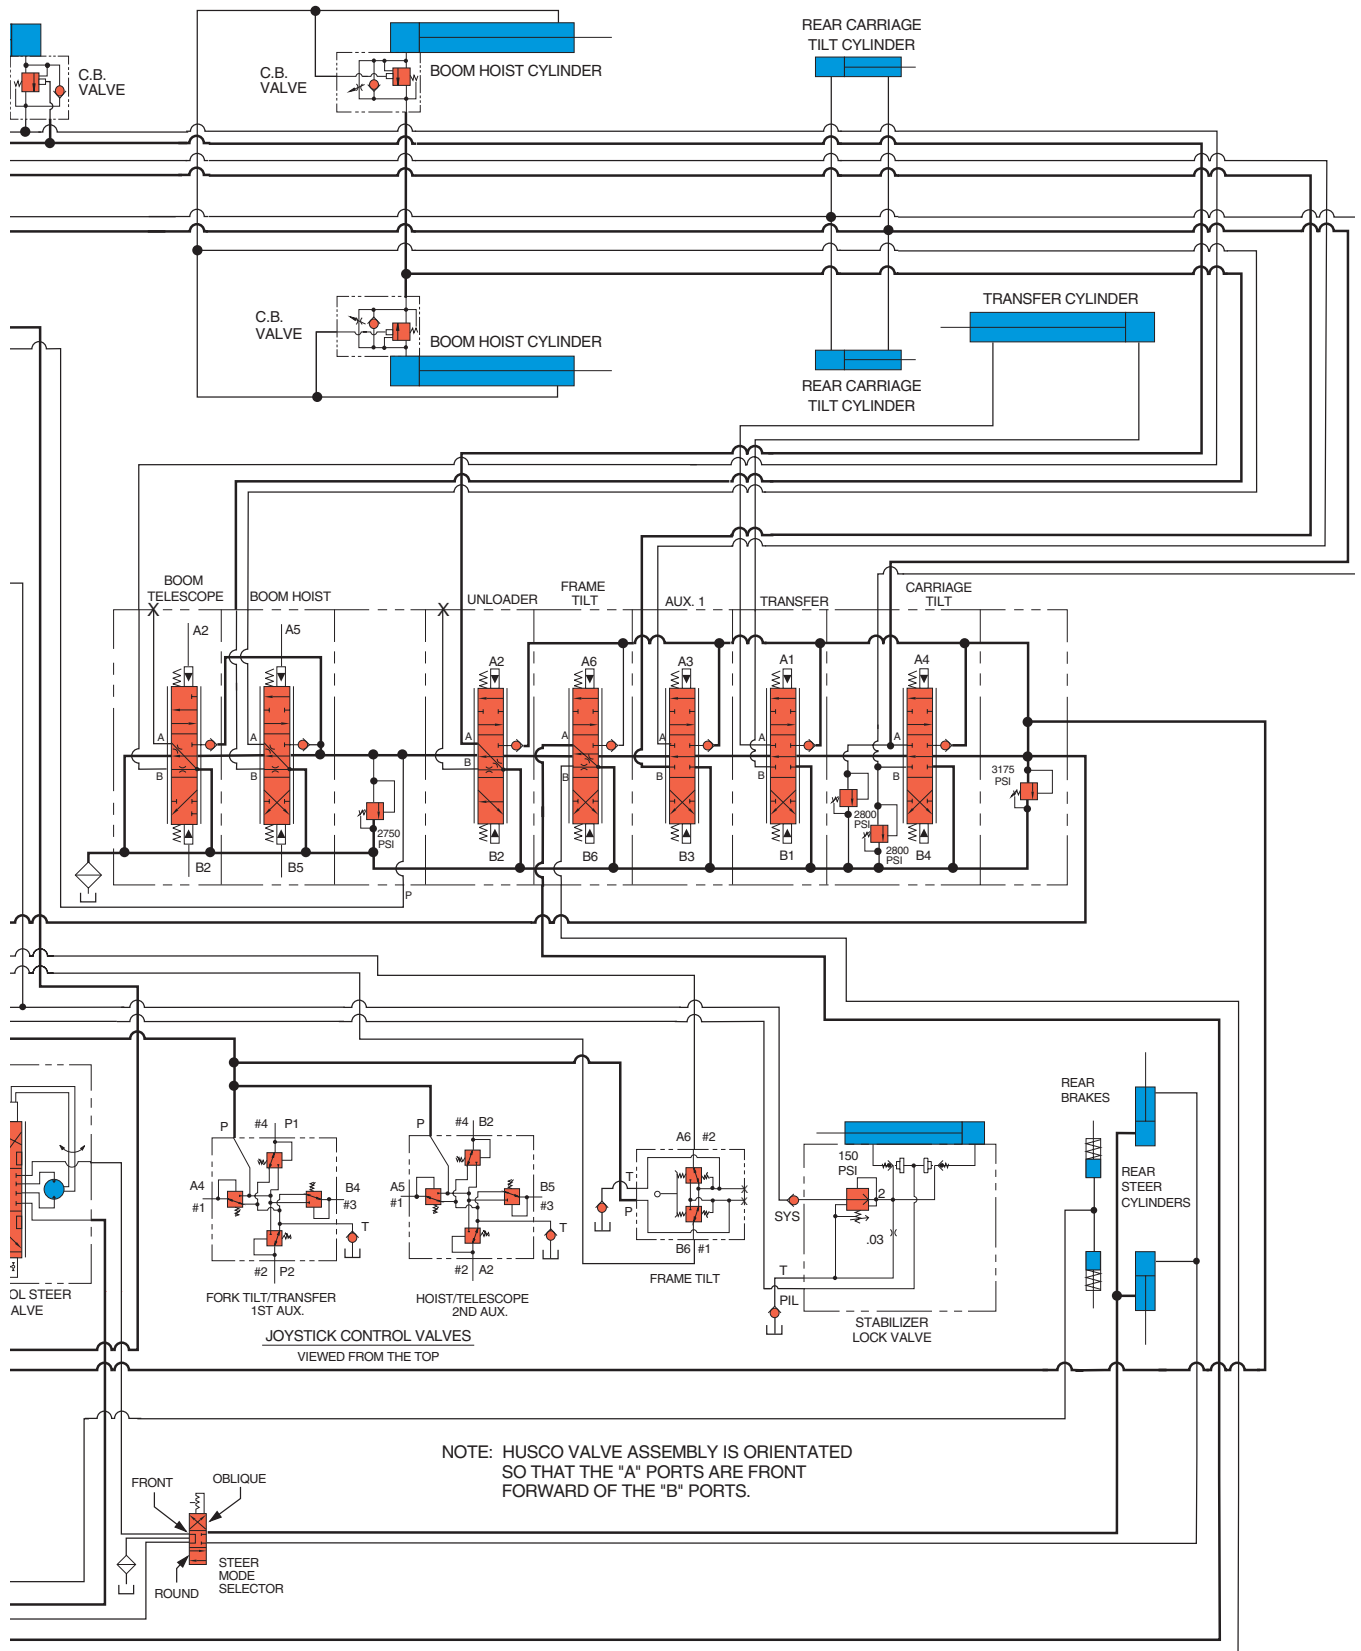 REAR CARRIAGE
TILT CYLINDER
C.B.
VALVE
C.B.
VALVE
BOOM HOIST CYLINDER
TRANSFER CYLINDER
C.B.
VALVE
BOOM HOIST CYLINDER
REAR CARRIAGE
TILT CYLINDER
BOOM
TELESCOPE
BOOM HOIST
UNLOADER
FRAME
TILT
AUX. 1
TRANSFER
CARRIAGE
TILT
X
X
A2
A5
A2
A6
A3
A1
A4
A
A
A
A
A
A
A
B
B
B
B
B
B
B
3175
PSI
2750
PSI
2800
PSI
2800
PSI
B2
B5
B2
B6
B3
B1
B4
P
REAR
BRAKES
P
#4
P1
P
#4
B2
A6
#2
A4
#1
B4
#3
A5
#1
B5
#3
T
P
150
PSI
2
REAR
STEER
CYLINDERS
SYS
.03
T
T
#2
P2
#2
A2
B6
#1
T
PIL
FRAME TILT
OL STEER
ALVE
FORK TILT/TRANSFER
1ST AUX.
HOIST/TELESCOPE
2ND AUX.
STABILIZER
LOCK VALVE
JOYSTICK CONTROL VALVES
VIEWED FROM THE TOP
NOTE: HUSCO VALVE ASSEMBLY IS ORIENTATED
SO THAT THE "A" PORTS ARE FRONT
FORWARD OF THE "B" PORTS.
FRONT
OBLIQUE
STEER
MODE
SELECTOR
ROUND